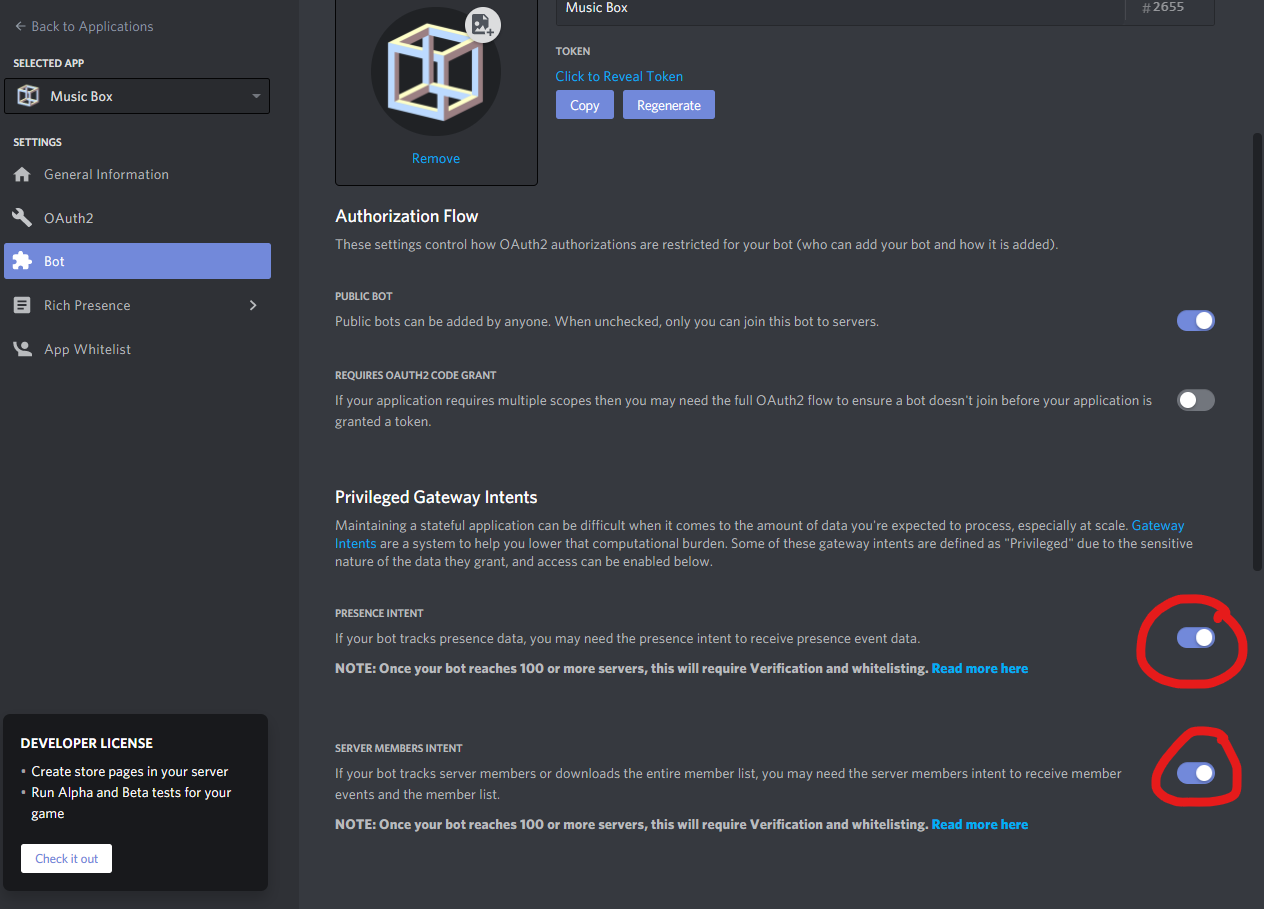 Back to Applications
SELECTED APP
Music Box
SETTINGS
General Information
OAuth2
Bot
Rich Presence
App Whitelist
DEVELOPER LICENSE
• Create store pages in your server
• Run Alpha and Beta tests for your
game
Check it out
Remove
Music Box
#2655
TOKEN
Click to Reveal Token
Copy
Regenerate
Authorization Flow
These settings control how OAuth2 authorizations are restricted for your bot (who can add your bot and how it is added).
PUBLIC BOT
Public bots can be added by anyone. When unchecked, only you can join this bot to servers.
REQUIRES OAUTH2 CODE GRANT
If your application requires multiple scopes then you may need the full OAuth2 flow to ensure a bot doesn't join before your application is
granted a token.
Privileged Gateway Intents
Maintaining a stateful application can be difficult when it comes to the amount of data you're expected to process, especially at scale. Gateway
Intents are a system to help you lower that computational burden. Some of these gateway intents are defined as "Privileged" due to the sensitive
nature of the data they grant, and access can be enabled below.
PRESENCE INTENT
If your bot tracks presence data, you may need the presence intent to receive presence event data.
NOTE: Once your bot reaches 100 or more servers, this will require Verification and whitelisting. Read more here
SERVER MEMBERS INTENT
If your bot tracks server members or downloads the entire member list, you may need the server members intent to receive member
events and the member list.
NOTE: Once your bot reaches 100 or more servers, this will require Verification and whitelisting. Read more here